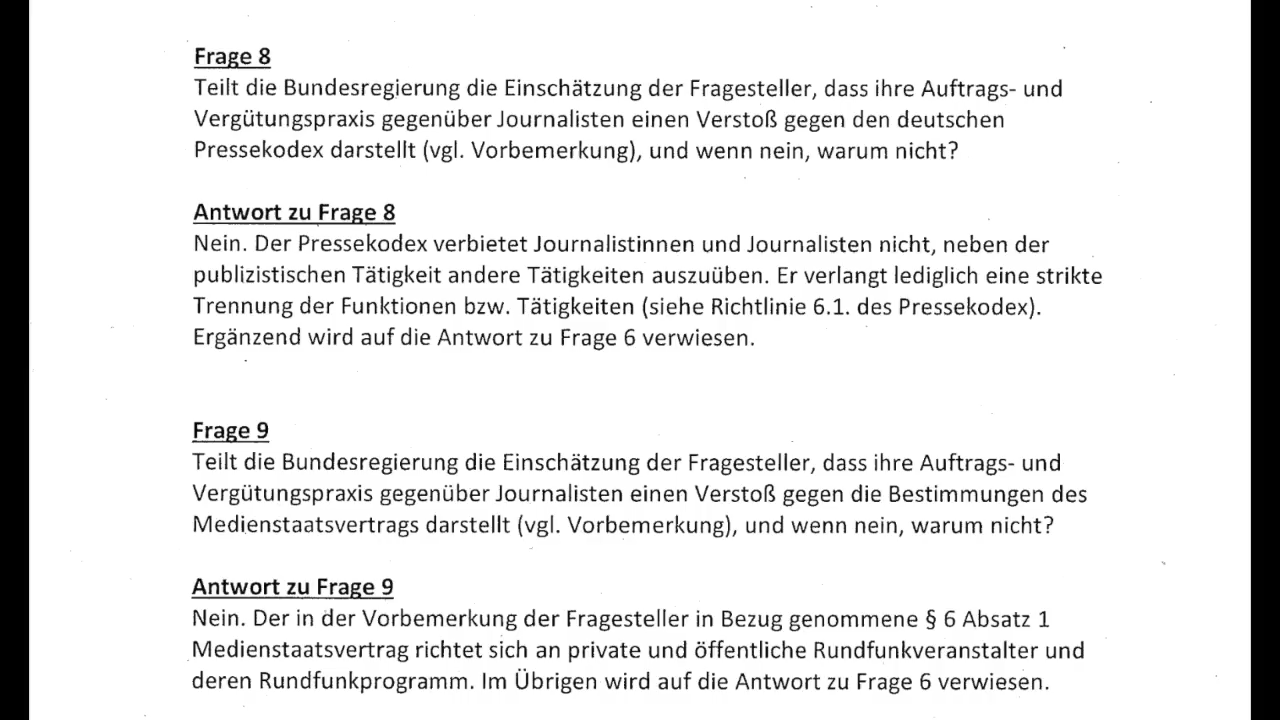 Frage 8
Teilt die Bundesregierung die Einschätzung der Fragesteller, dass ihre Auftrags- und
Vergütungspraxis gegenüber Journalisten einen Verstoß gegen den deutschen
Pressekodex darstellt (vgl. Vorbemerkung), und wenn nein, warum nicht?
Antwort zu Frage 8
Nein. Der Pressekodex verbietet Journalistinnen und Journalisten nicht, neben der
publizistischen Tätigkeit andere Tätigkeiten auszuüben. Er verlangt lediglich eine strikte
Trennung der Funktionen bzw. Tätigkeiten (siehe Richtlinie 6.1. des Pressekodex).
Ergänzend wird auf die Antwort zu Frage 6 verwiesen.
Frage 9
Teilt die Bundesregierung die Einschätzung der Fragesteller, dass ihre Auftrags- und
Vergütungspraxis gegenüber Journalisten einen Verstoß gegen die Bestimmungen des
Medienstaatsvertrags darstellt (vgl. Vorbemerkung), und wenn nein, warum nicht?
Antwort zu Frage 9
Nein. Der in der Vorbemerkung der Fragesteller in Bezug genommene § 6 Absatz 1
Medienstaatsvertrag richtet sich an private und öffentliche Rundfunkveranstalter und
deren Rundfunkprogramm. Im Übrigen wird auf die Antwort zu Frage 6 verwiesen.